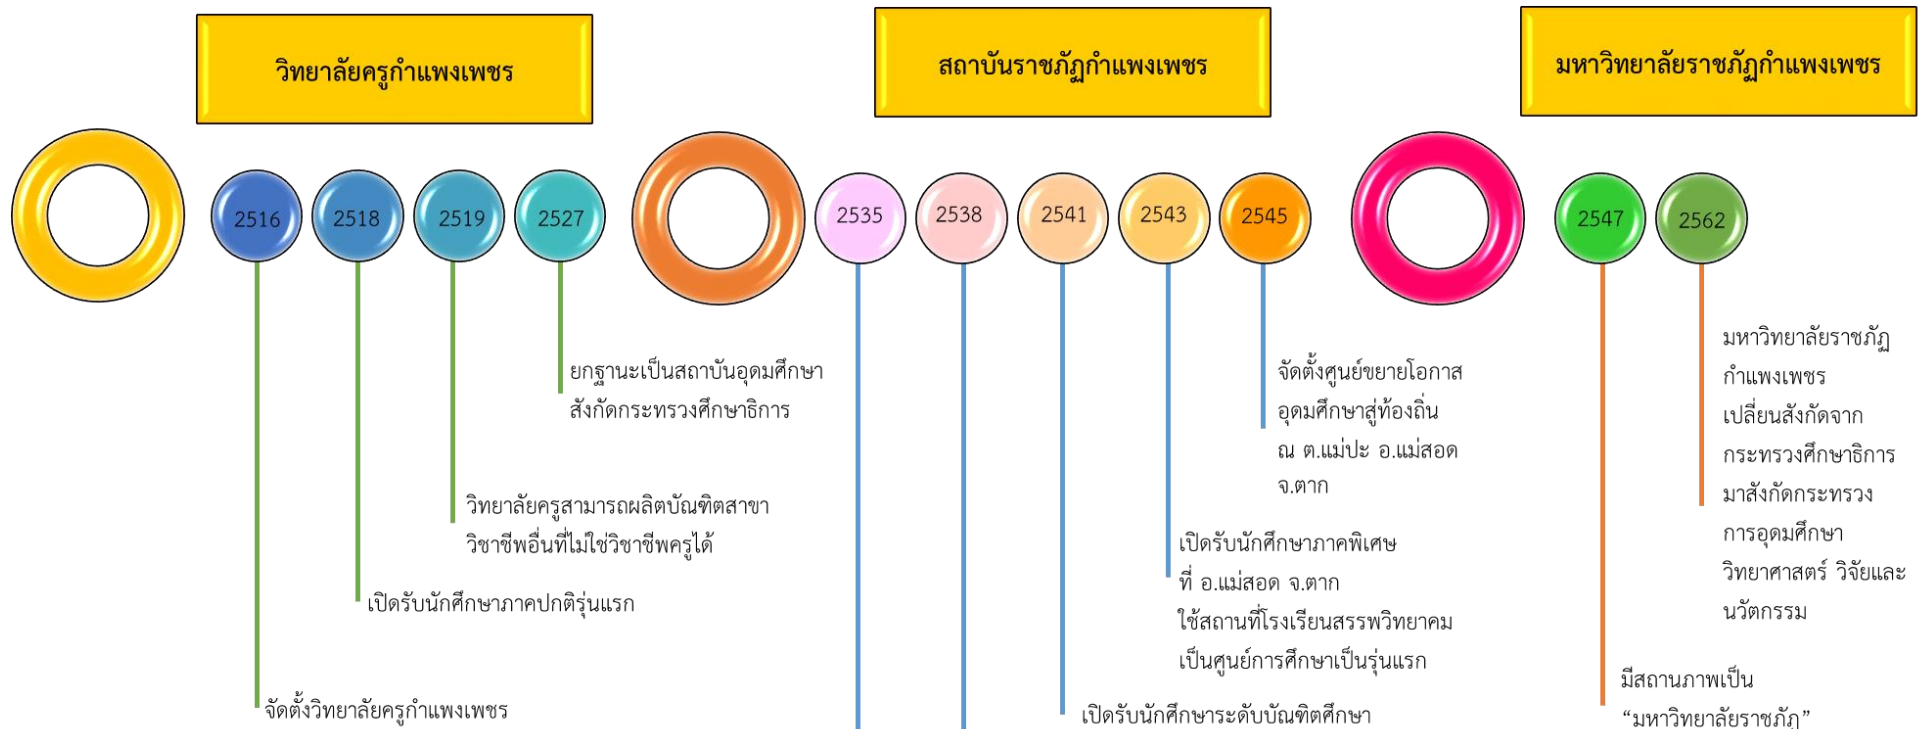 วิทยาลัยครูกำแพงเพชร
สถาบันราชภัฏกำแพงเพชร
มหาวิทยาลัยราชภัฏกำแพงเพชร
2516
2518
2519
2527
2535
2538
2541
2543
2545
2547
2562
ยกฐานะเป็นสถาบันอุดมศึกษา
สังกัดกระทรวงศึกษาธิการ
วิทยาลัยครูสามารถผลิตบัณฑิตสาขา
วิชาชีพอื่นที่ไม่ใช่วิชาชีพครูได้
เปิดรับนักศึกษาภาคปกติรุ่นแรก
จัดตั้งวิทยาลัยครูกำแพงเพชร
จัดตั้งศูนย์ขยายโอกาส
อุดมศึกษาสู่ท้องถิ่น
ณ ต.แม่ปะ อ.แม่สอด
จ.ตาก
เปิดรับนักศึกษาภาคพิเศษ
ที่ อ.แม่สอด จ.ตาก
ใช้สถานที่โรงเรียนสรรพวิทยาคม
เป็นศูนย์การศึกษาเป็นรุ่นแรก
เปิดรับนักศึกษาระดับบัณฑิตศึกษา
มหาวิทยาลัยราชภัฏ
กำแพงเพชร
เปลี่ยนสังกัดจาก
กระทรวงศึกษาธิการ
มาสังกัดกระทรวง
การอุดมศึกษา
วิทยาศาสตร์ วิจัยและ
นวัตกรรม
มีสถานภาพเป็น
“มหาวิทยาลัยราชภัฏ”